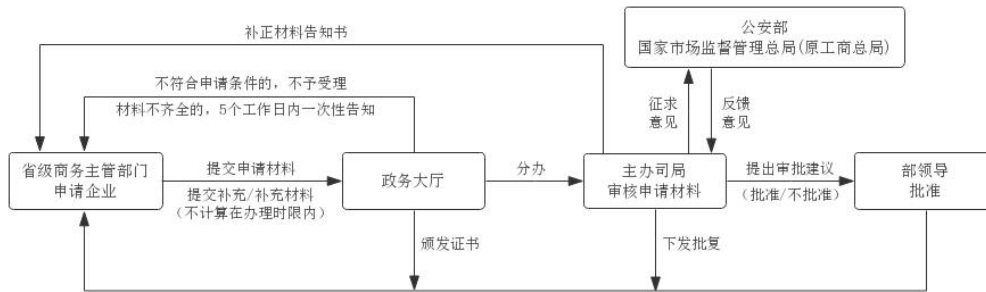 补正材料告知书
公安部
国家市场监督管理总局(原工商总局)
不符合申请条件的，不予受理
材料不齐全的，5个工作日内一次性告知
征求
意见
反馈
意见
省级商务主管部门
申请企业
提交申请材料
提交补充/补充材料
(不计算在办理时限内)
政务大厅
分办
主办司局
审核申请材料
提出审批建议
(批准/不批准)
部领导
批准
颁发证书
下发批复